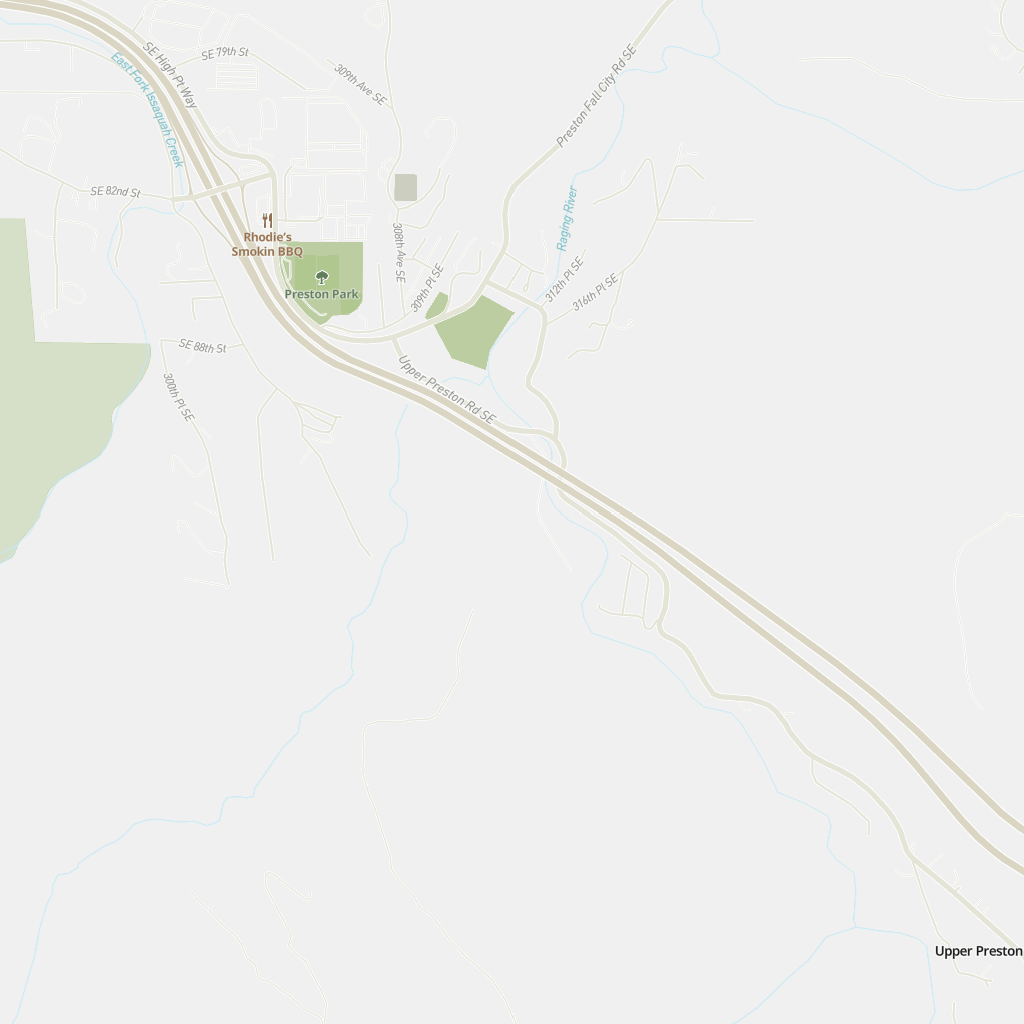 SE High Pt Way
SE 79th St
East Fork Issaquah Creek
309th Ave SE
Preston Fall City Rd SE
SE 82nd St
Raging River
Rhodie's
Smokin BBQ
308th Ave SE
309th Pl SE
312th Pl SE
316th Pl SE
Preston Park
SE 88th St
300th Pl SE
Upper Preston Rd SE
Upper Preston